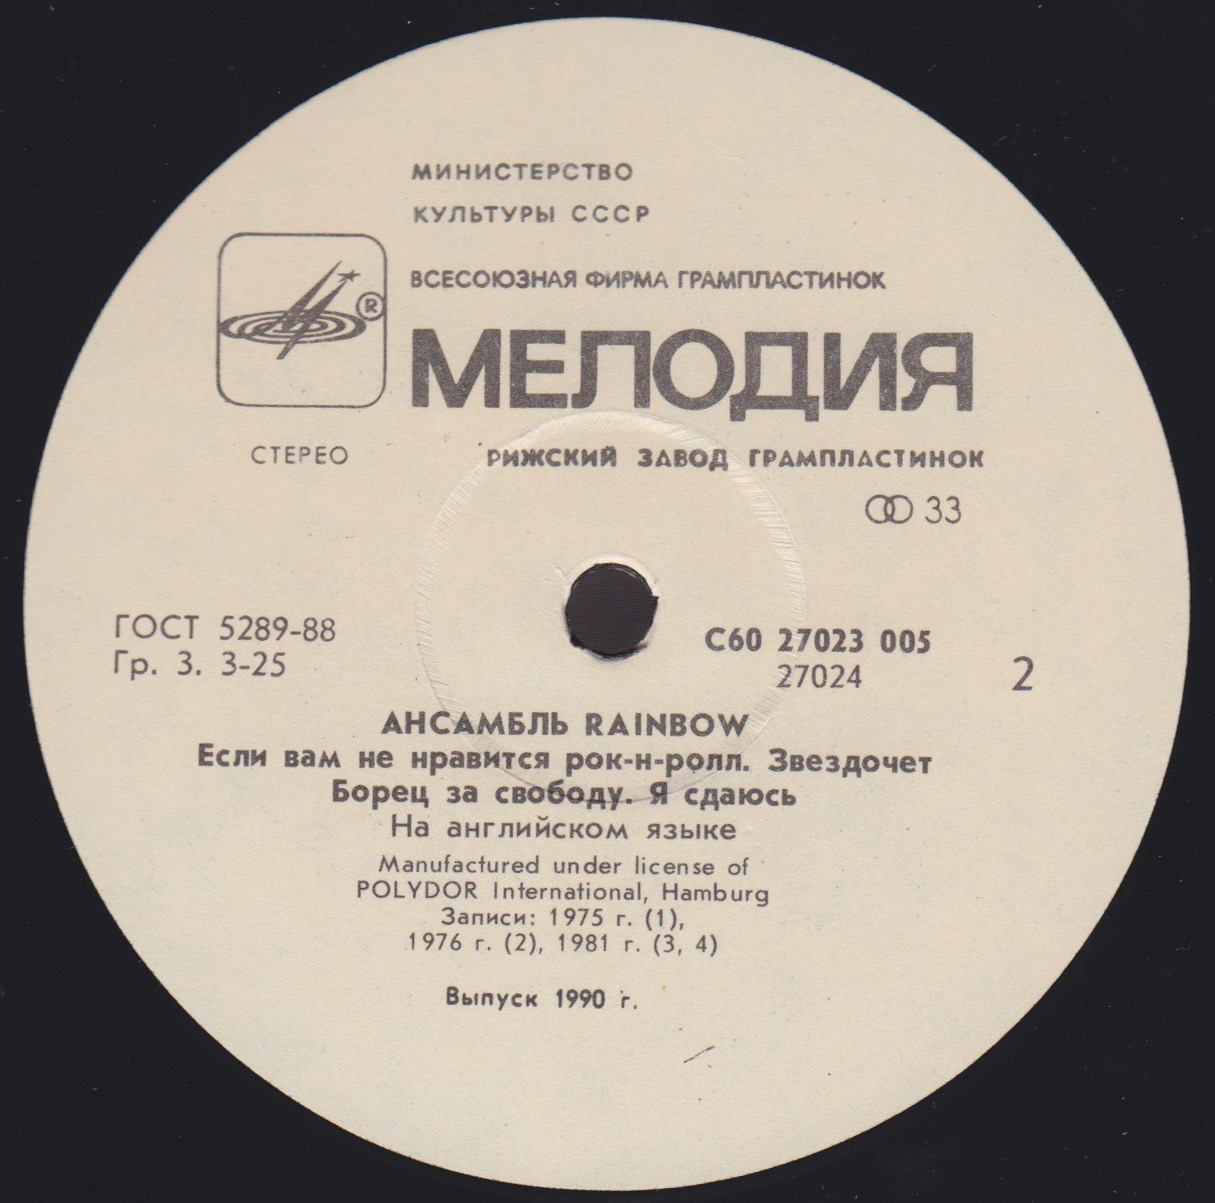 МИНИСТЕРСТВО
КУЛЬТУРЫ СССР
ВСЕСОЮЗНАЯ ФИРМА ГРАМПЛАСТИНОК
®
МЕЛОДИЯ
СТЕРЕО
РИЖСКИЙ ЗАВОД ГРАМПЛАСТИНОК
33
ГОСТ 5289-88
Гр. 3. 3-25
С60 27023 005
27024
2
АНСАМБЛЬ RAINBOW
Если вам не нравится рок-н-ролл. Звездочет
Борец за свободу. Я сдаюсь
На английском языке
Manufactured under license of
POLYDOR International, Hamburg
Записи: 1975 г. (1),
1976 г. (2), 1981 г. (3, 4)
Выпуск 1990 г.